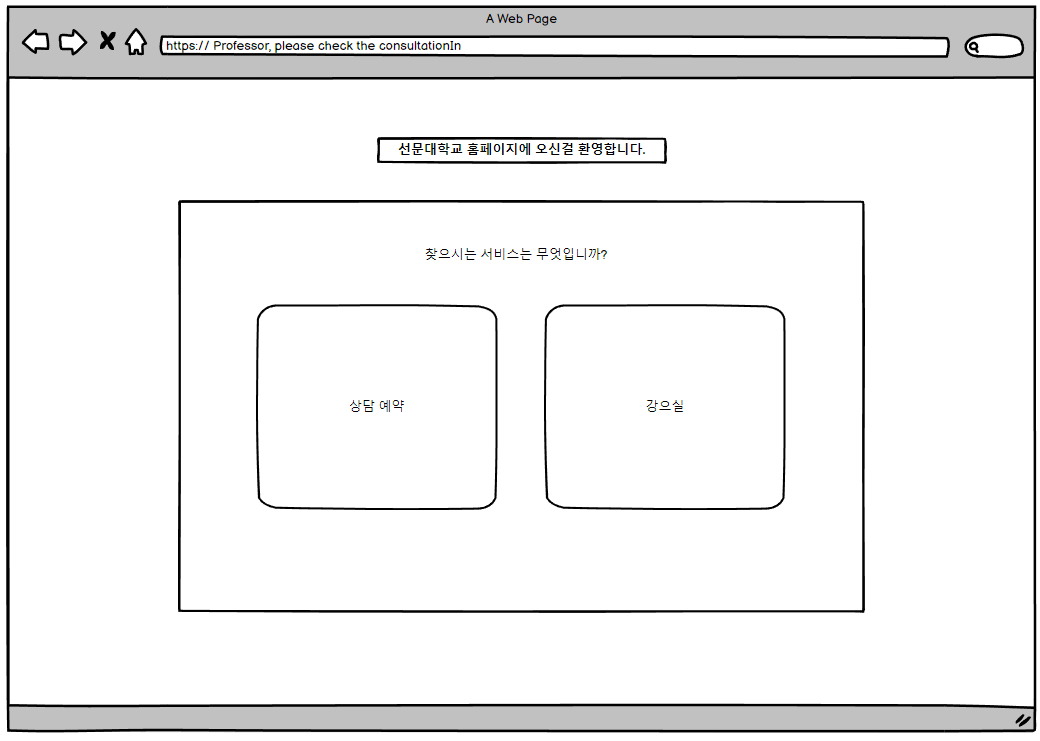 A Web Page
https:// Professor, please check the consultationIn
선문대학교 홈페이지에 오신걸 환영합니다.
찾으시는 서비스는 무엇입니까?
상담 예약
강으실